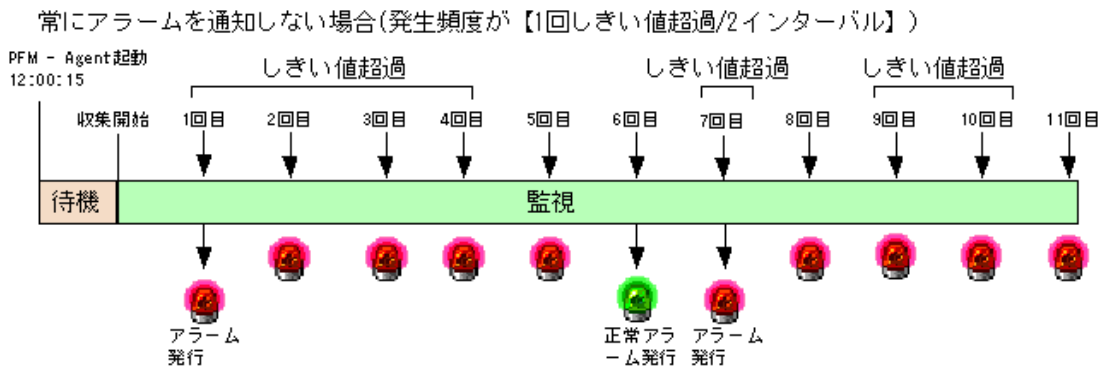 常にアラームを通知しない場合(発生頻度が【1回しきい値超過/2インターバル】)
PFM - Agent起動
12:00:15
しきい値超過
しきい値超過
しきい値超過
収集開始
1回目
2回目
3回目
4回目
5回目
6回目
7回目
8回目
9回目
10回目
11回目
待機
監視
アラーム
発行
正常アラ
ーム発行
アラーム
発行